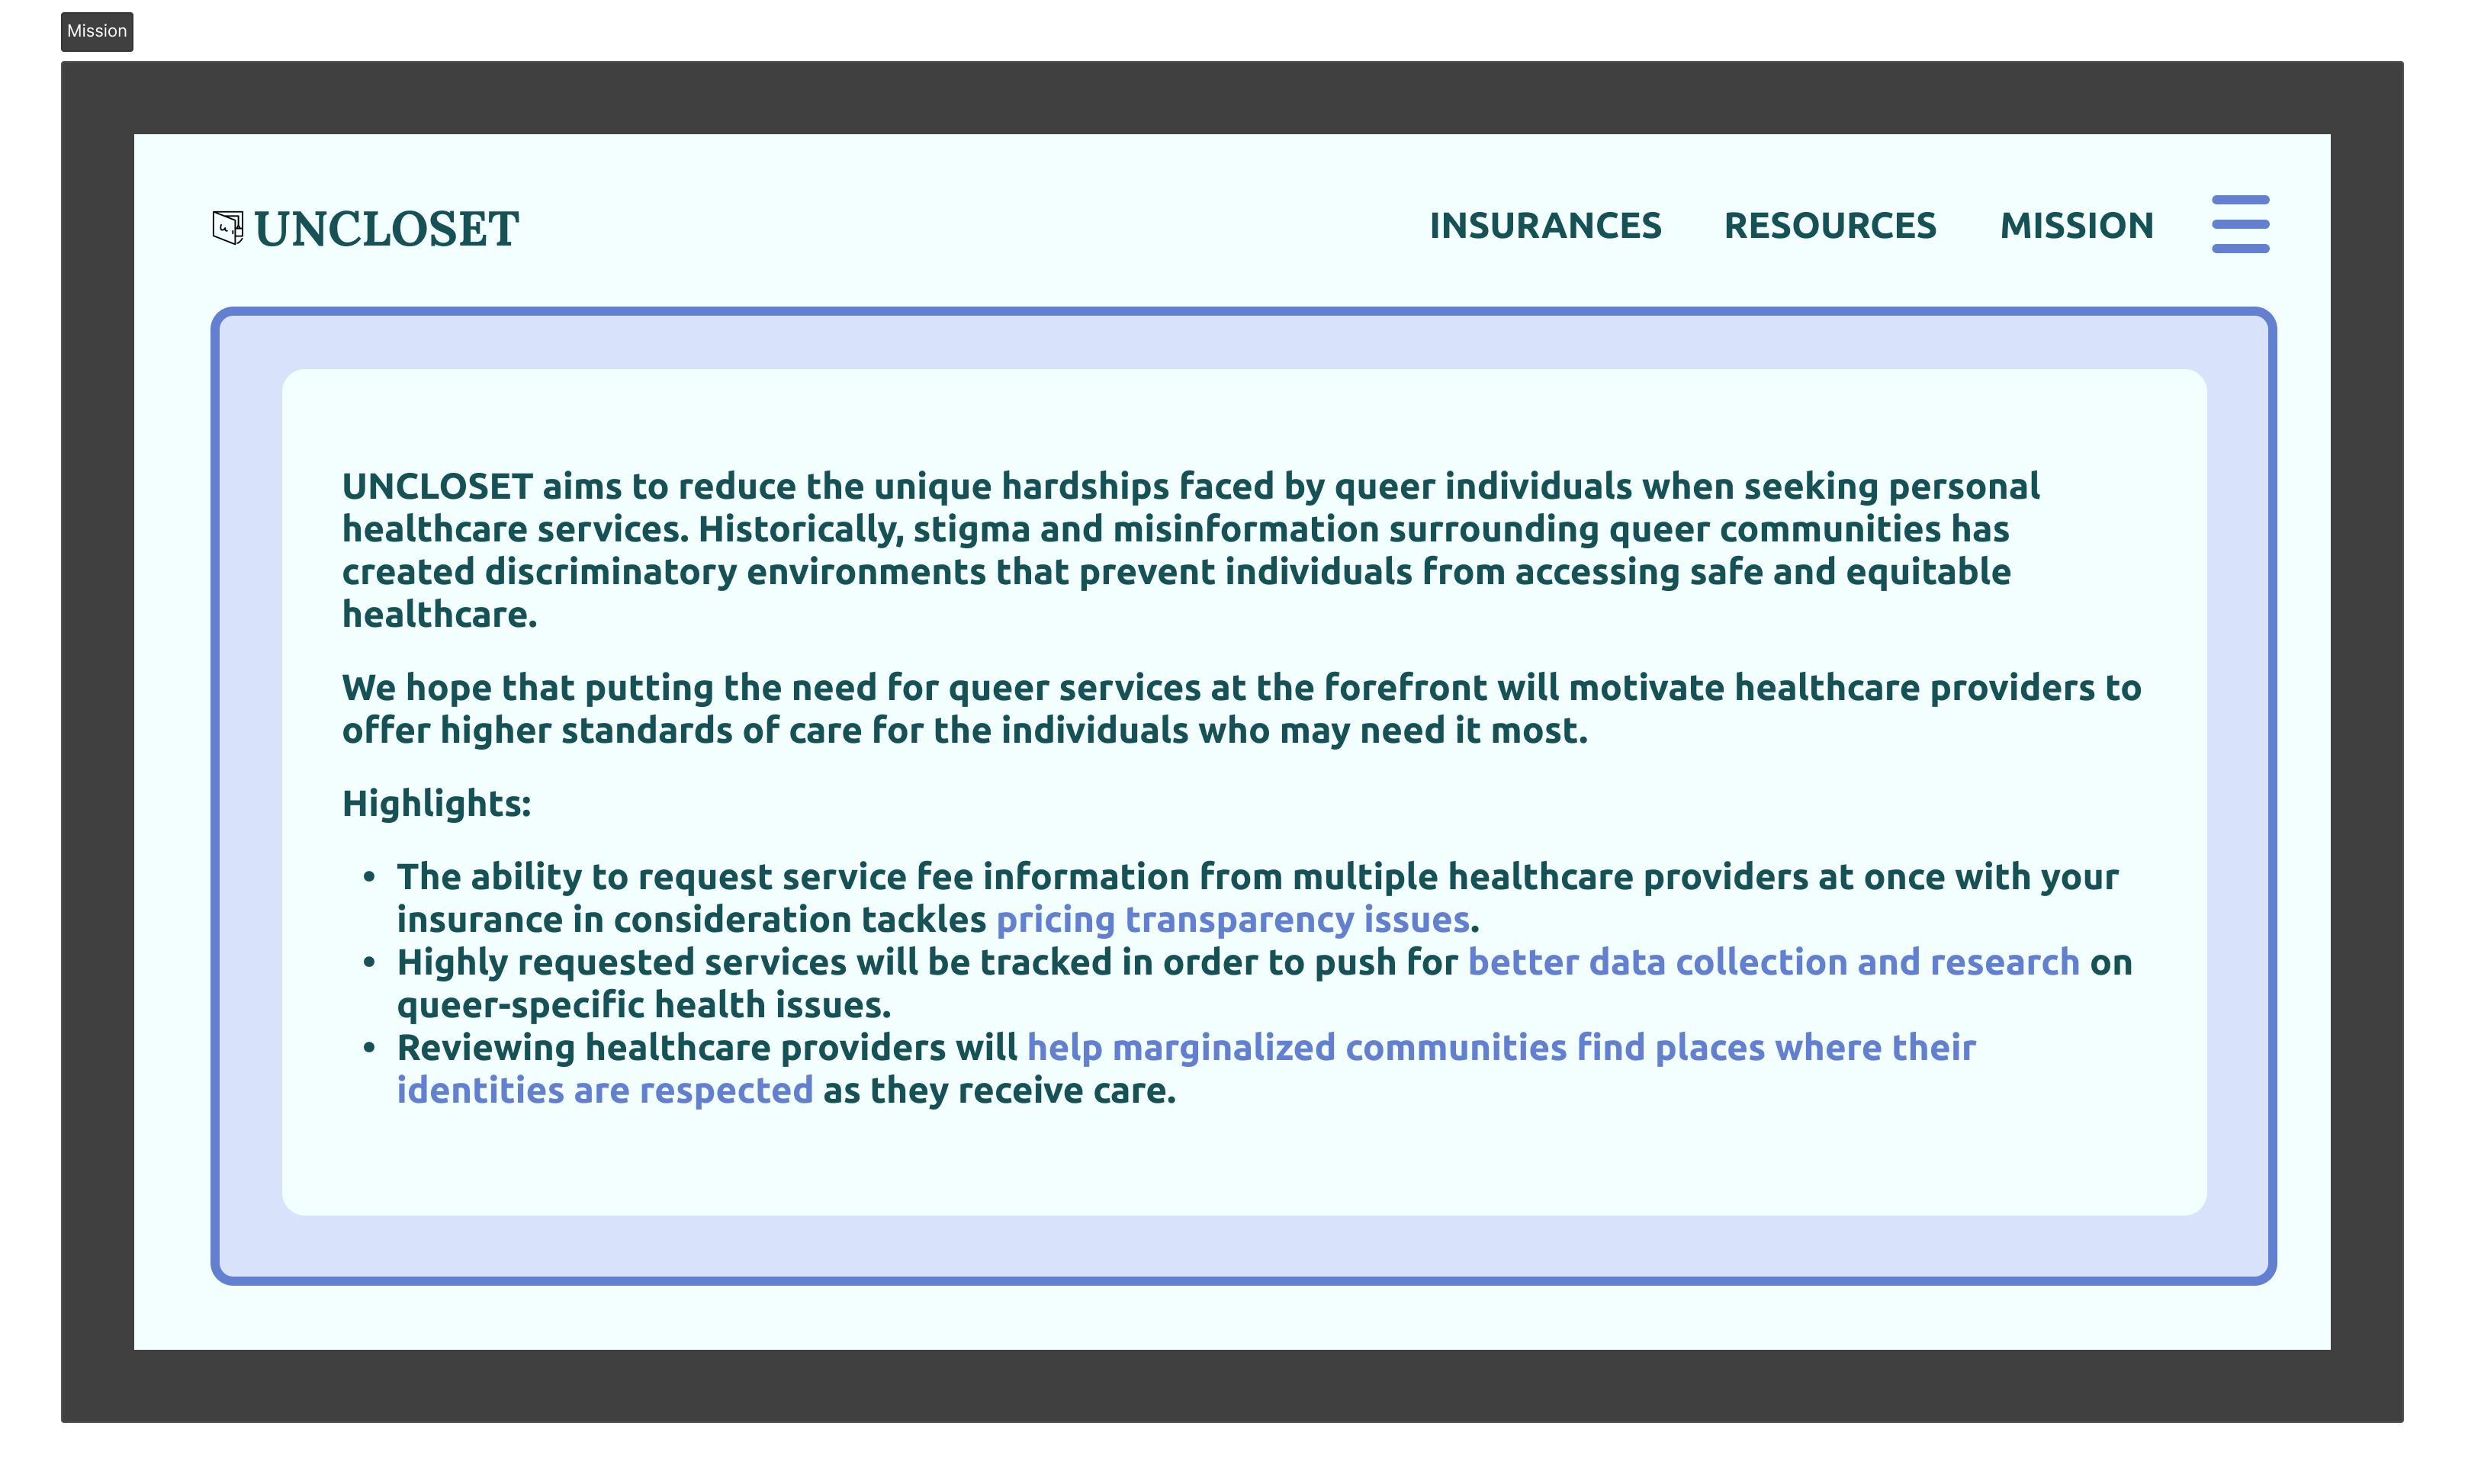 Mission
UNCLOSET
INSURANCES RESOURCES MISSION
UNCLOSET aims to reduce the unique hardships faced by queer individuals when seeking personal
healthcare services. Historically, stigma and misinformation surrounding queer communities has
created discriminatory environments that prevent individuals from accessing safe and equitable
healthcare.
We hope that putting the need for queer services at the forefront will motivate healthcare providers to
offer higher standards of care for the individuals who may need it most.
Highlights:
• The ability to request service fee information from multiple healthcare providers at once with your
insurance in consideration tackles pricing transparency issues.
• Highly requested services will be tracked in order to push for better data collection and research on
queer-specific health issues.
• Reviewing healthcare providers will help marginalized communities find places where their
identities are respected as they receive care.